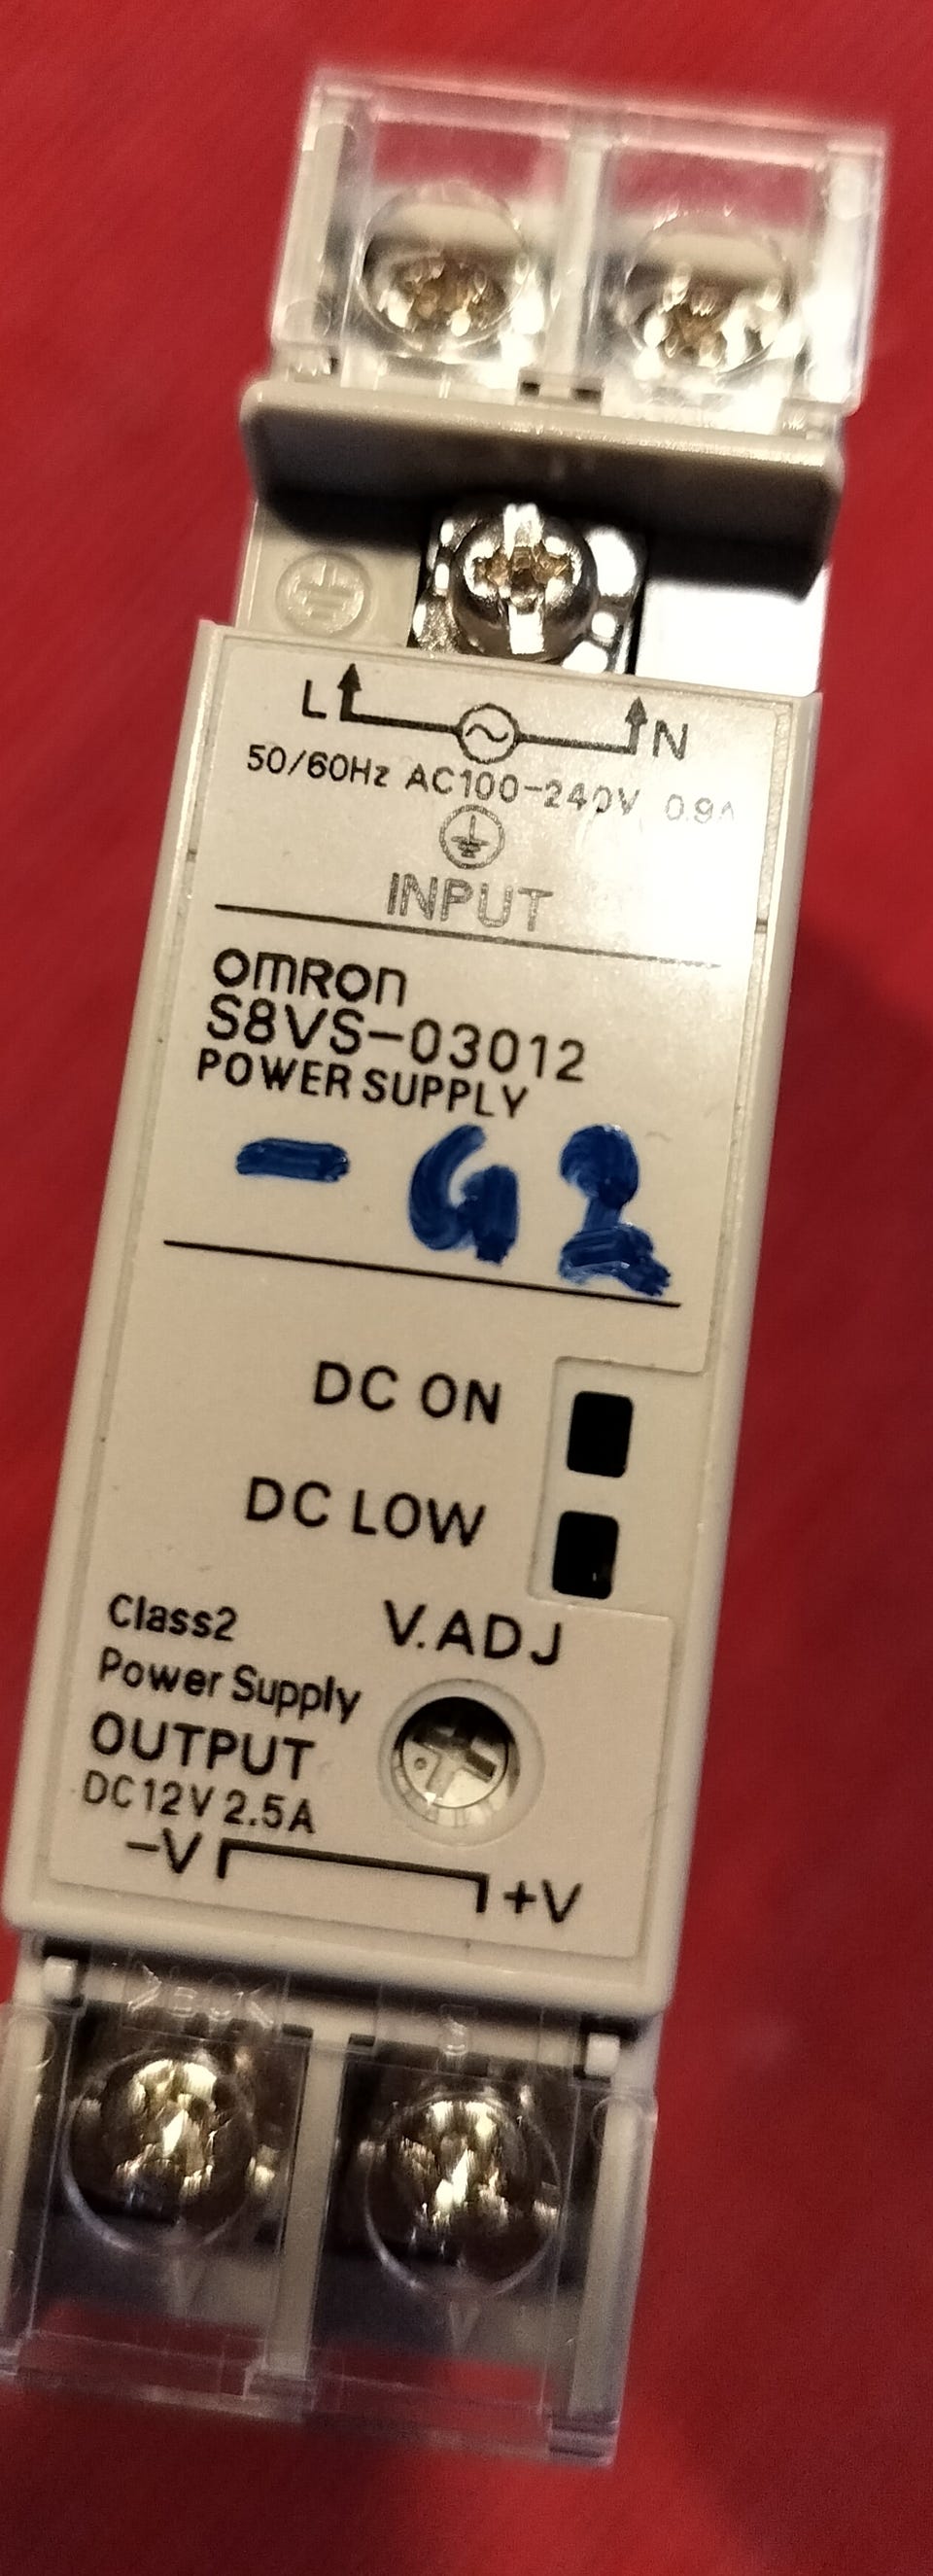 L N
50/60Hz AC100-240V 0.9A
INPUT
OMRON
S8VS-03012
POWER SUPPLY
- G2
DC ON
DC LOW
V.ADJ
Class2
Power Supply
OUTPUT
DC12V 2.5A
-V +V